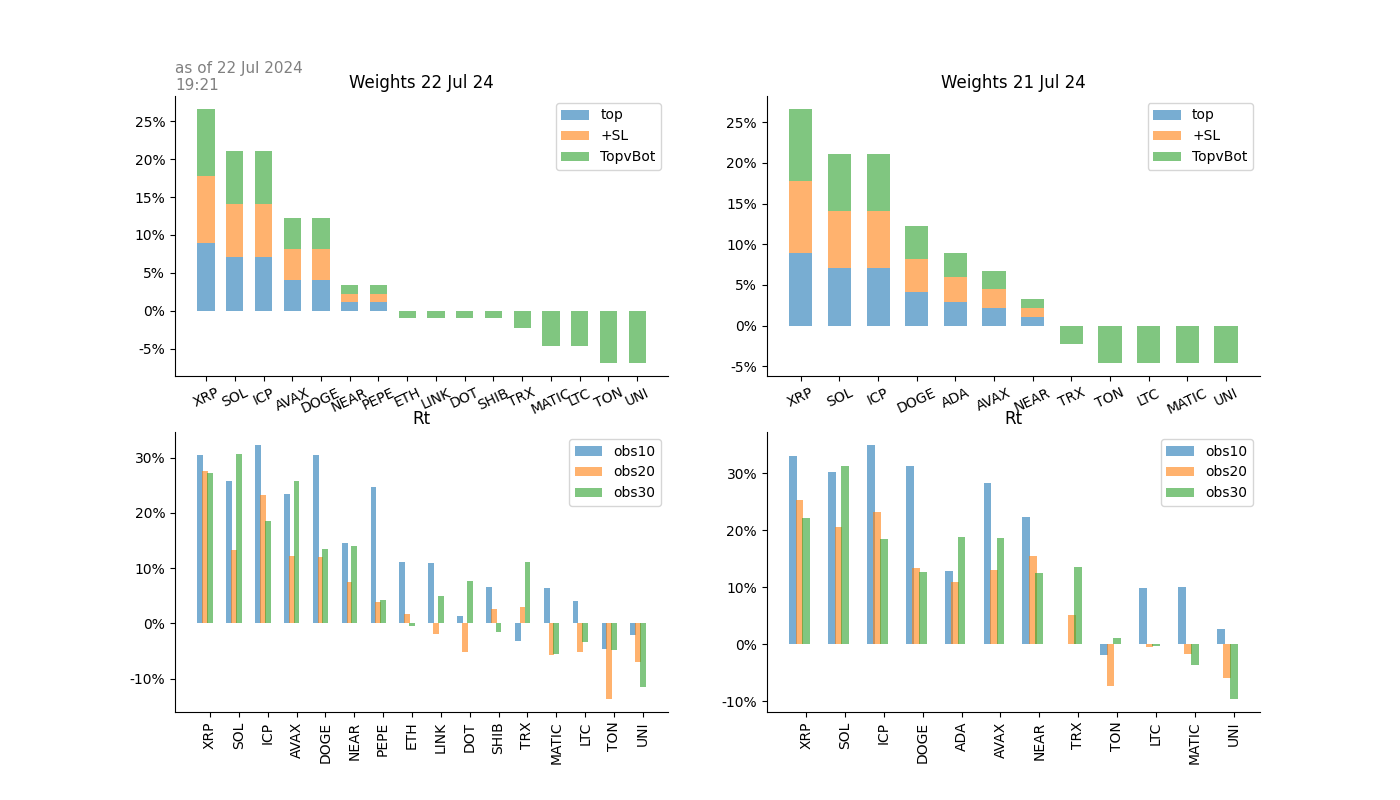 as of 22 Jul 2024
19:21
Weights 22 Jul 24
25%
20%
15%
10%
5%
0%
-5%
top
+SL
TopvBot
XRP SOL ICP AVAX DOGE NEAR PEPE ETH LINK DOT SHIB TRX MATIC LTC TON UNI
Weights 21 Jul 24
25%
20%
15%
10%
5%
0%
-5%
top
+SL
TopvBot
XRP SOL ICP DOGE ADA AVAX NEAR TRX TON LTC MATIC UNI
Rt
30%
20%
10%
0%
-10%
obs10
obs20
obs30
XRP SOL ICP AVAX DOGE NEAR PEPE ETH LINK DOT SHIB TRX MATIC LTC TON UNI
Rt
30%
20%
10%
0%
-10%
obs10
obs20
obs30
XRP SOL ICP DOGE ADA AVAX NEAR TRX TON LTC MATIC UNI